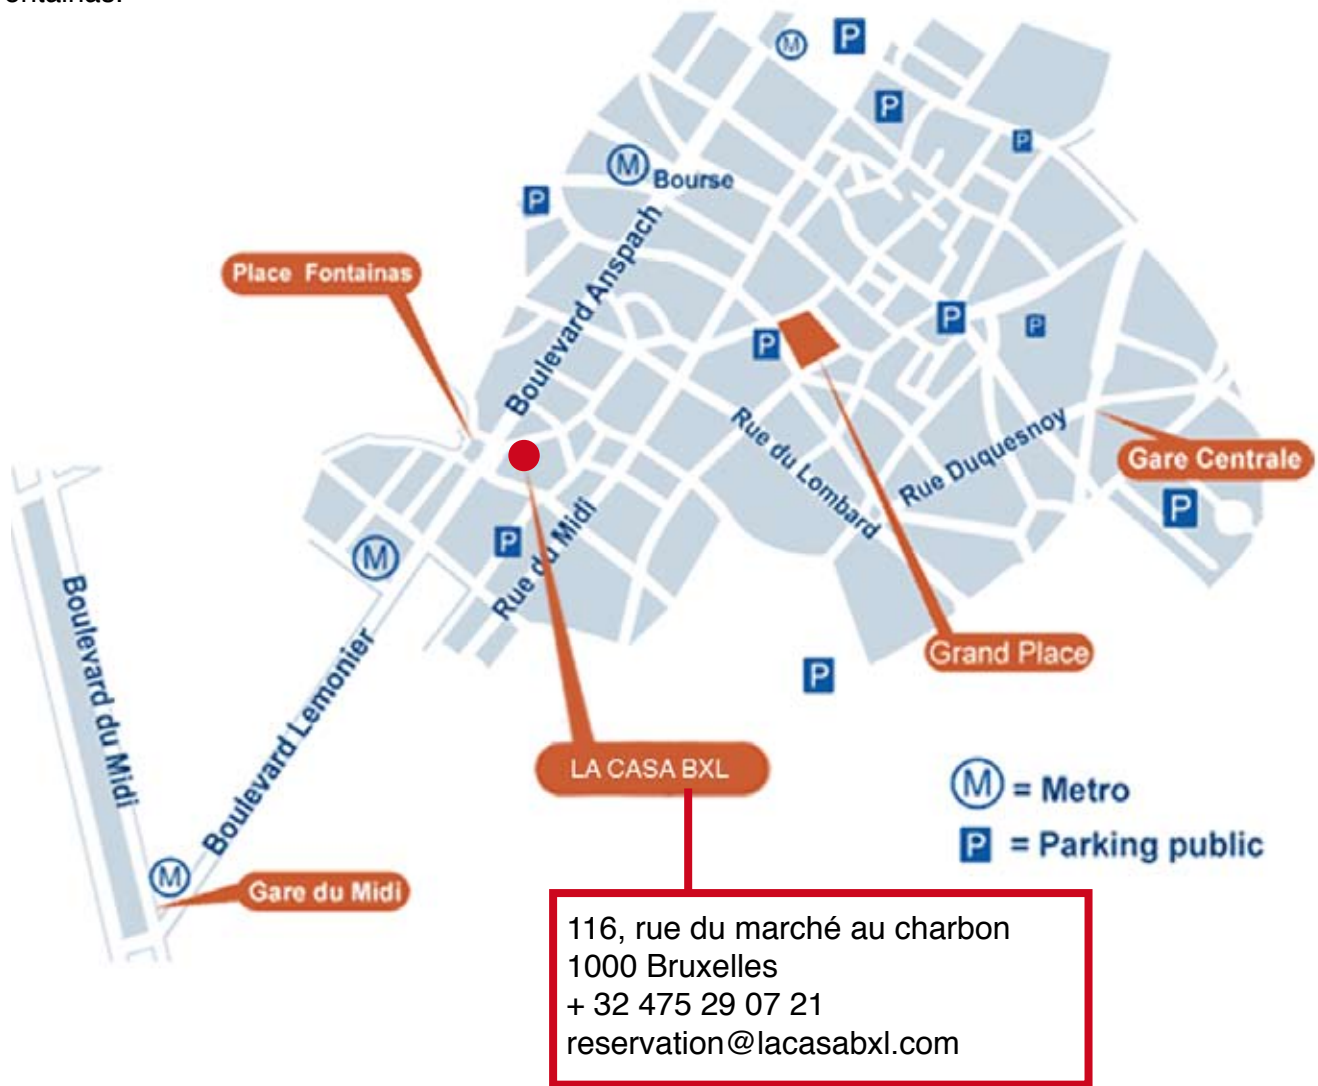 ontainas.
M
P
P
P
M
Bourse
P
Place Fontainas
Boulevard Anspach
P
P
P
Rue du Lombard
Rue Duquesnoy
Gare Centrale
P
M
P
Rue du Midi
Boulevard du Midi
Boulevard Lemonier
Grand Place
P
LA CASA BXL
M = Metro
P = Parking public
M
Gare du Midi
116, rue du marché au charbon
1000 Bruxelles
+ 32 475 29 07 21
reservation@lacasabxl.com